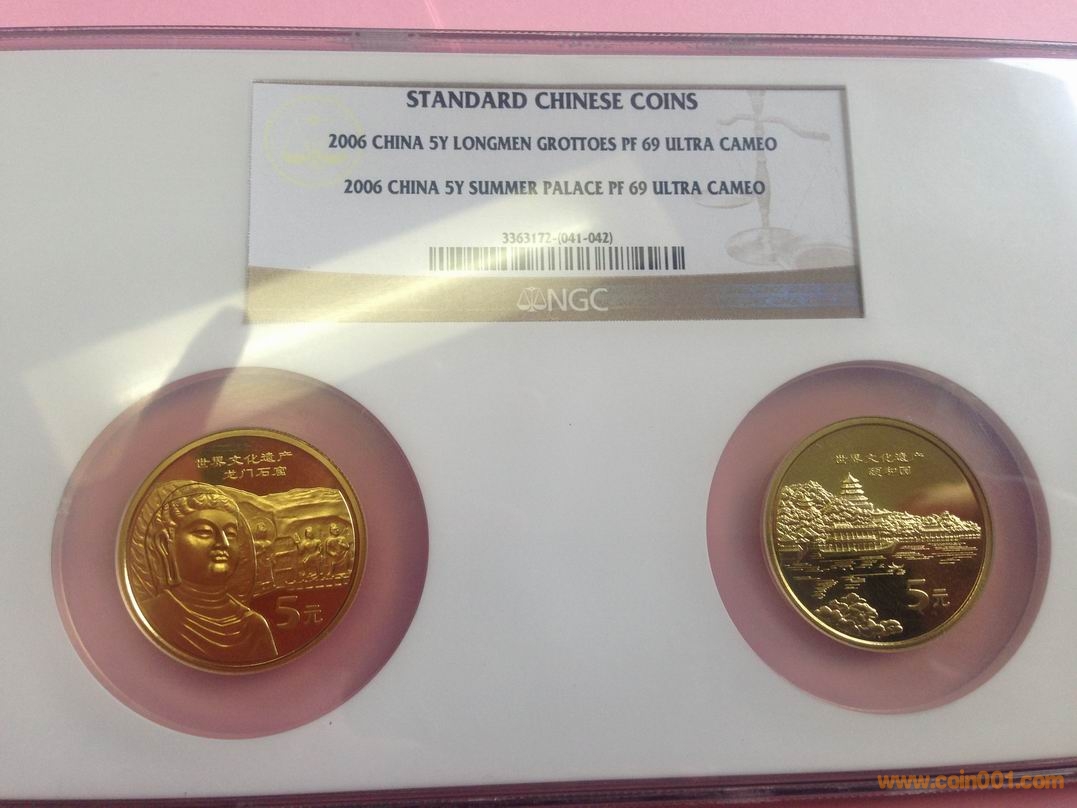 STANDARD CHINESE COINS
2006 CHINA 5Y LONGMEN GROTTOES PF 69 ULTRA CAMEO
2006 CHINA 5Y SUMMER PALACE PF 69 ULTRA CAMEO
3363172-(041-042)
NGC
世界文化遗产
龙门石窟
5元
世界文化遗产
颐和园
5元
www.coin001.com